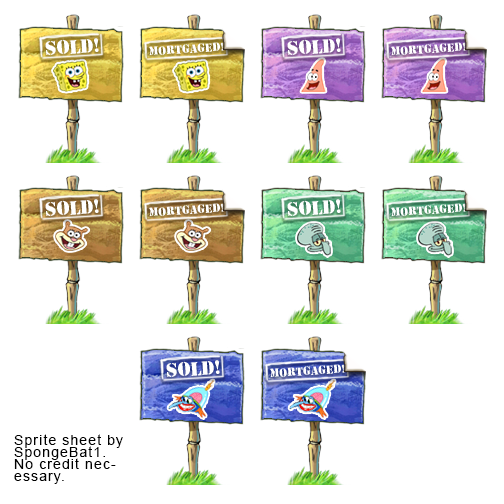 SOLD! MORTGAGED! SOLD! MORTGAGED!
SOLD! MORTGAGED! SOLD! MORTGAGED!
SOLD! MORTGAGED!
Sprite sheet by
SpongeBat1.
No credit nec-
essary.